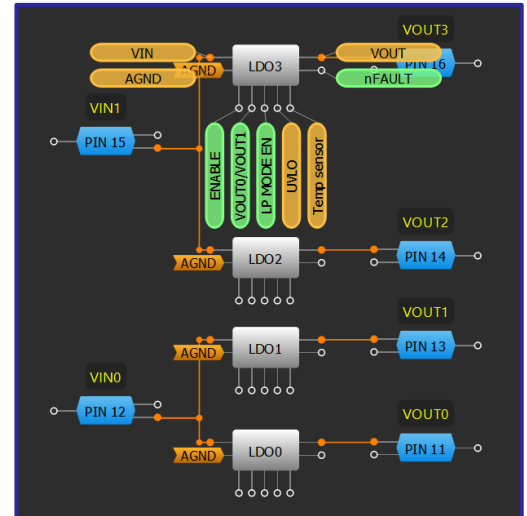 VOUT3
VIN
LDO3
VOUT
PIN 16
AGND
AGND
nFAULT
VIN1
PIN 15
ENABLE
VOUT0/VOUT1
LP MODE EN
UVLO
Temp sensor
VOUT2
AGND
LDO2
PIN 14
VOUT1
AGND
LDO1
PIN 13
VIN0
PIN 12
VOUT0
AGND
LDO0
PIN 11